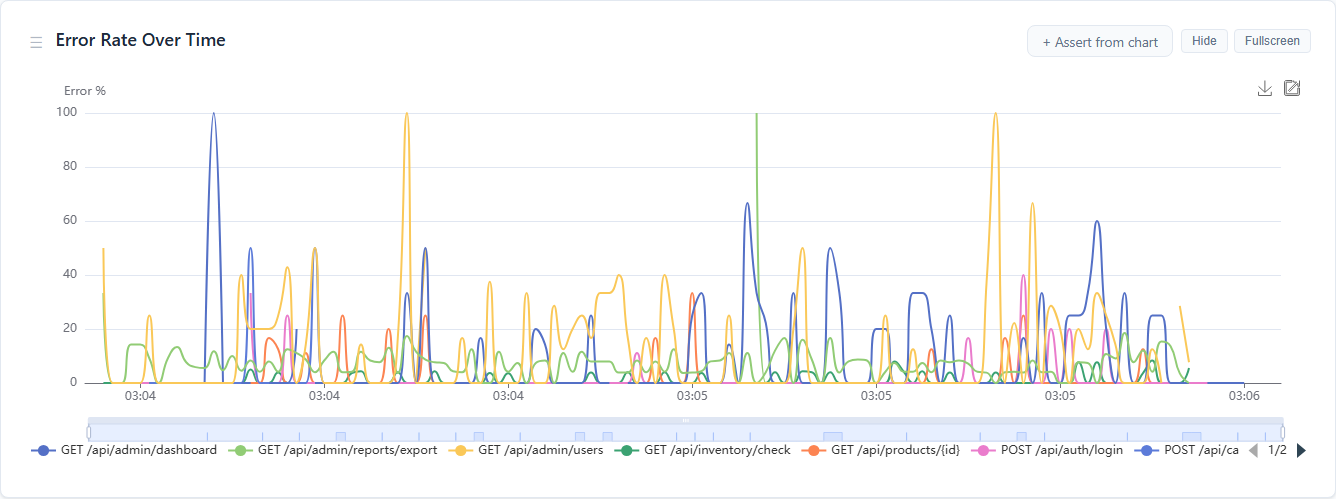 Error Rate Over Time
+ Assert from chart
Hide
Fullscreen
Error %
100
80
60
40
20
0
03:04 03:04 03:04 03:05 03:05 03:05 03:06
GET /api/admin/dashboard GET /api/admin/reports/export GET /api/admin/users GET /api/inventory/check GET /api/products/{id} POST /api/auth/login POST /api/ca 1/2